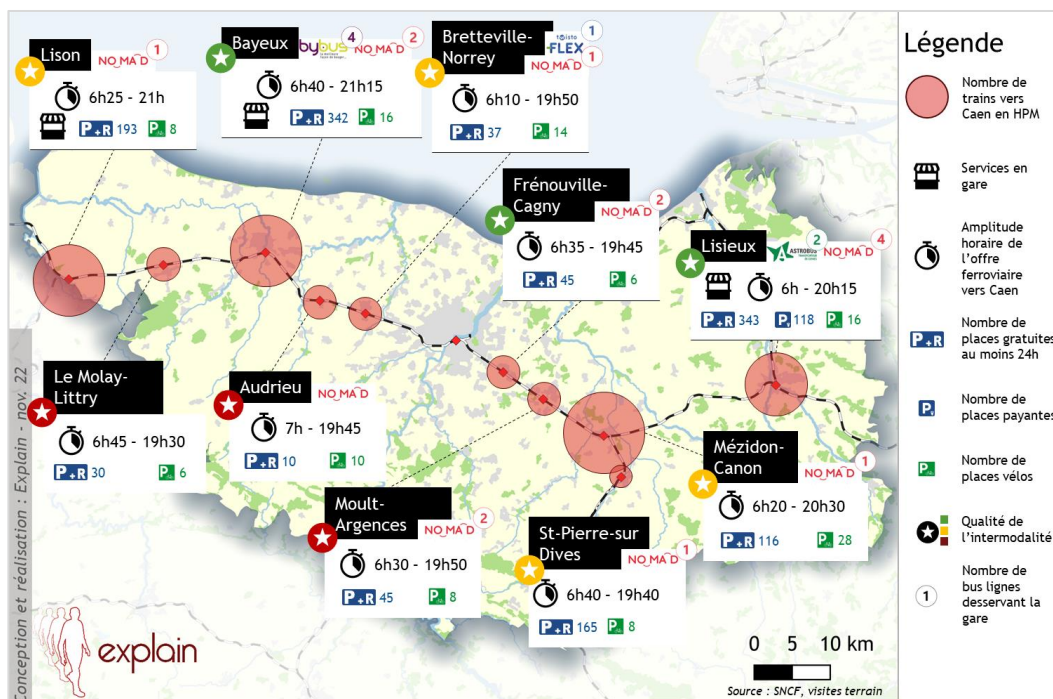 Lison
NOMAD
1
6h25 - 21h
P+R 193
P 8
Bayeux
bybus
4
NOMAD
2
6h40 - 21h15
P+R 342
P 16
Bretteville-
Norrey
twisto
FLEX
1
NOMAD
1
6h10 - 19h50
P+R 37
P 14
Frénouville-
Cagny
NOMAD
2
6h35 - 19h45
P+R 45
P 6
Lisieux
ASTROBUS
2
NOMAD
4
6h - 20h15
P+R 343
P 118
P 16
Le Molay-
Littry
6h45 - 19h30
P+R 30
P 6
Audrieu
NOMAD
7h - 19h45
P+R 10
P 10
Moult-
Argences
NOMAD
2
6h30 - 19h50
P+R 45
P 8
St-Pierre-sur
Dives
NOMAD
1
6h40 - 19h40
P+R 165
P 8
Mézidon-
Canon
NOMAD
1
6h20 - 20h30
P+R 116
P 28
Légende
Nombre de
trains vers
Caen en HPM
Services en
gare
Amplitude
horaire de
l'offre
ferroviaire
vers Caen
P+R
Nombre de
places gratuites
au moins 24h
P
Nombre de
places payantes
P
Nombre de
places vélos
Qualité de
l'intermodalité
1
Nombre de
bus lignes
desservant la
gare
Conception et réalisation : Explain - nov. 22
explain
0 5 10 km
Source : SNCF, visites terrain